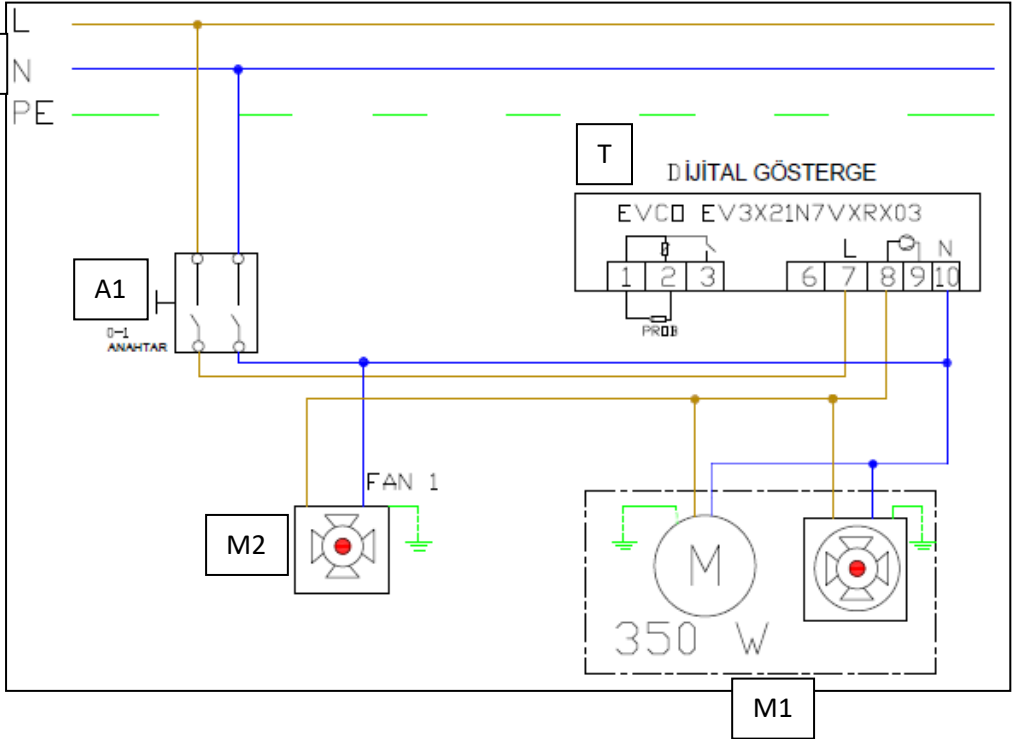 L
N
PE
T
DİJİTAL GÖSTERGE
EVCO EV3X21N7VXRX03
L
N
1 2 3
6 7 8 9 10
PROB
A1
0-1
ANAHTAR
FAN 1
M2
M
350 W
M1